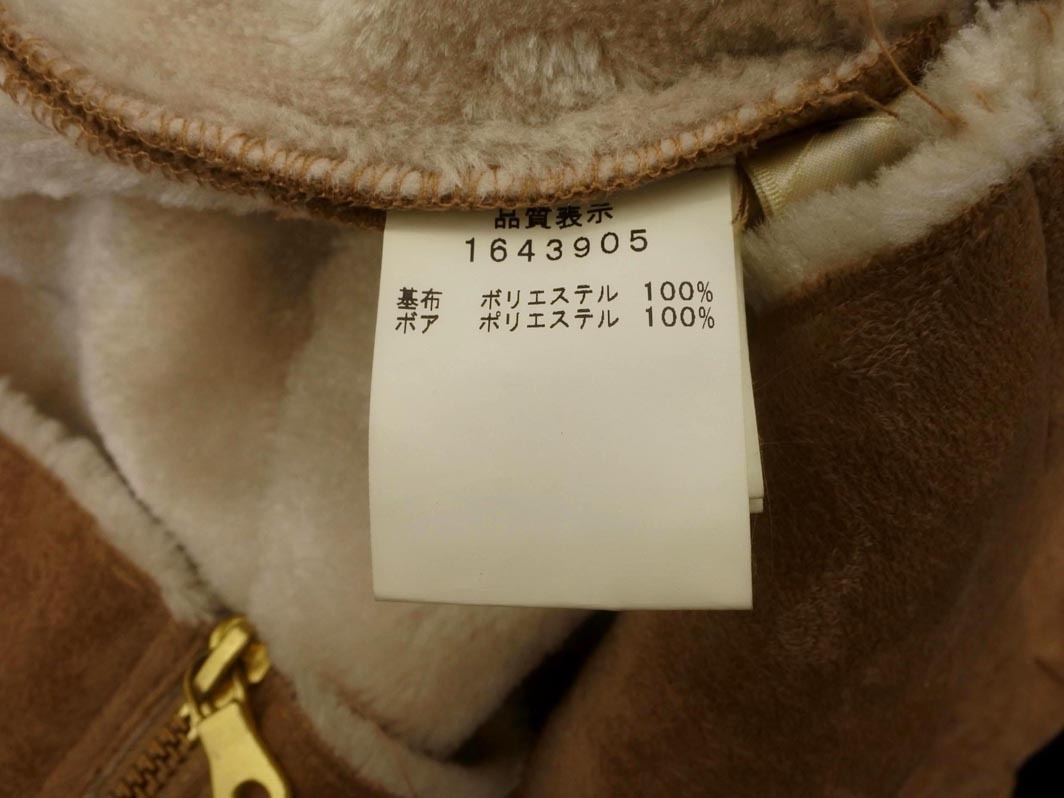 品質表示
1643905
基布 ポリエステル 100%
ボア ポリエステル 100%